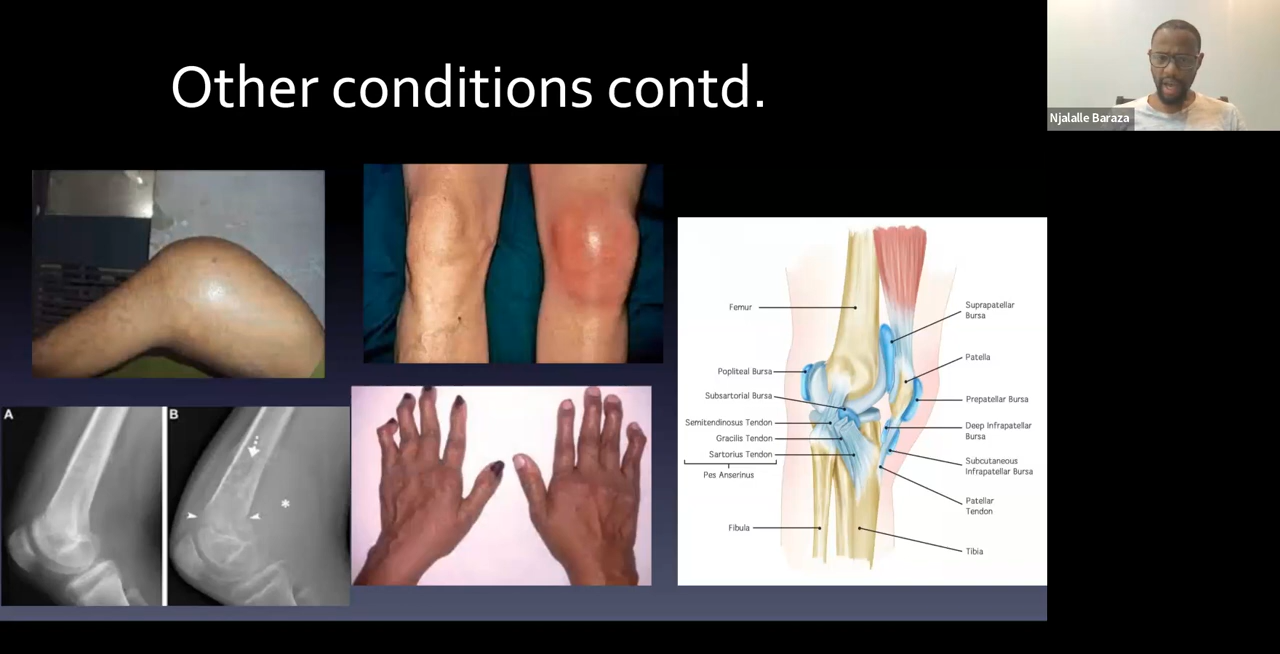 Other conditions contd.
Njalalle Baraza
A
B
*
Femur
Popliteal Bursa
Subsartorial Bursa
Semitendinosus Tendon
Gracilis Tendon
Sartorius Tendon
Pes Anserinus
Fibula
Suprapatellar
Bursa
Patella
Prepatellar Bursa
Deep Infrapatellar
Bursa
Subcutaneous
Infrapatellar Bursa
Patellar
Tendon
Tibia